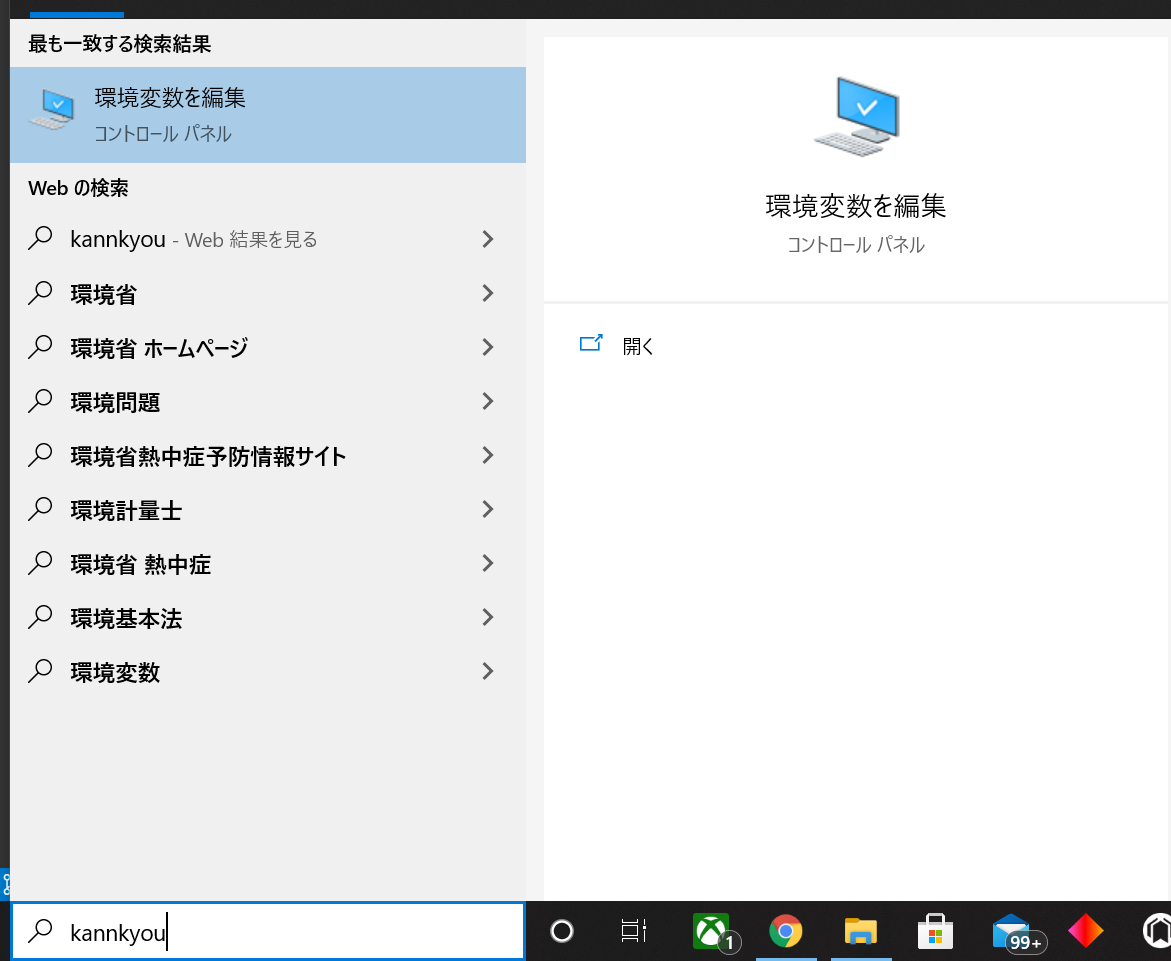 最も一致する検索結果
環境変数を編集
コントロール パネル
Web の検索
kannkyou - Web 結果を見る
環境省
環境省 ホームページ
環境問題
環境省熱中症予防情報サイト
環境計量士
環境省 熱中症
環境基本法
環境変数
環境変数を編集
コントロール パネル
開く
kannkyou
1
99+